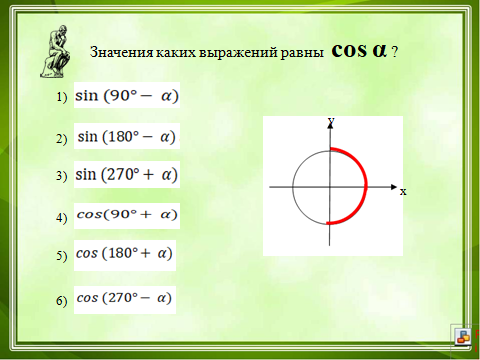 Значения каких выражений равны cos α ?
1) sin (90° − α)
2) sin (180° − α)
3) sin (270° + α)
4) cos(90° + α)
5) cos (180° + α)
6) cos (270° − α)
y
x